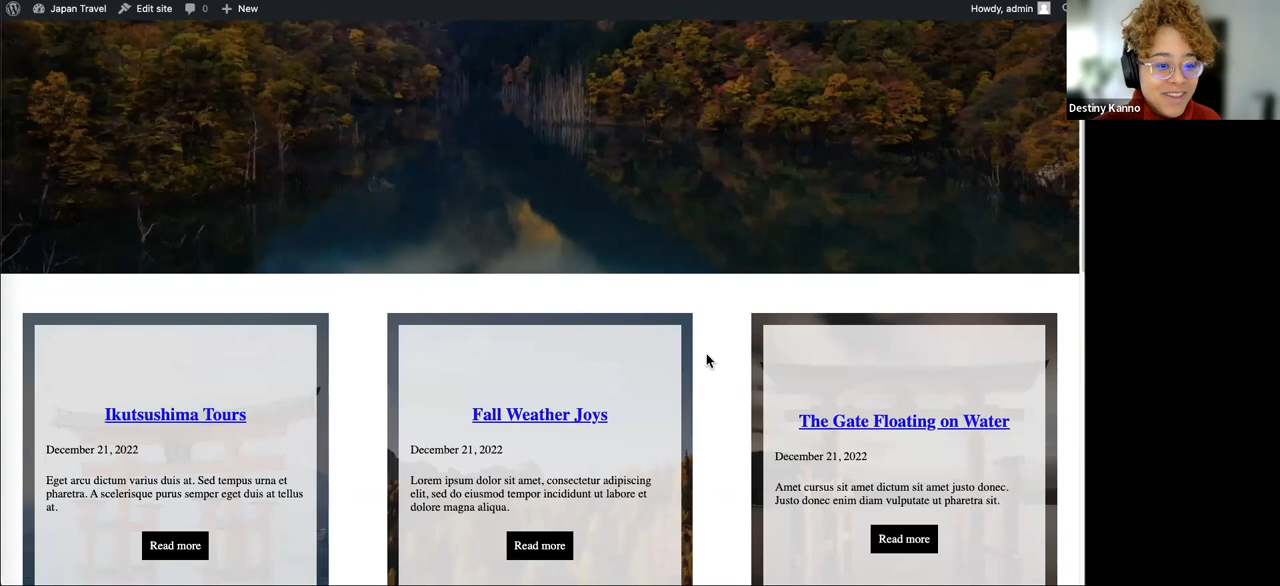 Japan Travel Edit site 0 New Howdy, admin
Destiny Kanno
Ikutsushima Tours
December 21, 2022
Eget arcu dictum varius duis at. Sed tempus urna et
pharetra. A scelerisque purus semper eget duis at tellus
at.
Read more
Fall Weather Joys
December 21, 2022
Lorem ipsum dolor sit amet, consectetur adipiscing
elit, sed do eiusmod tempor incididunt ut labore et
dolore magna aliqua.
Read more
The Gate Floating on Water
December 21, 2022
Amet cursus sit amet dictum sit amet justo donec.
Justo donec enim diam vulputate ut pharetra sit.
Read more